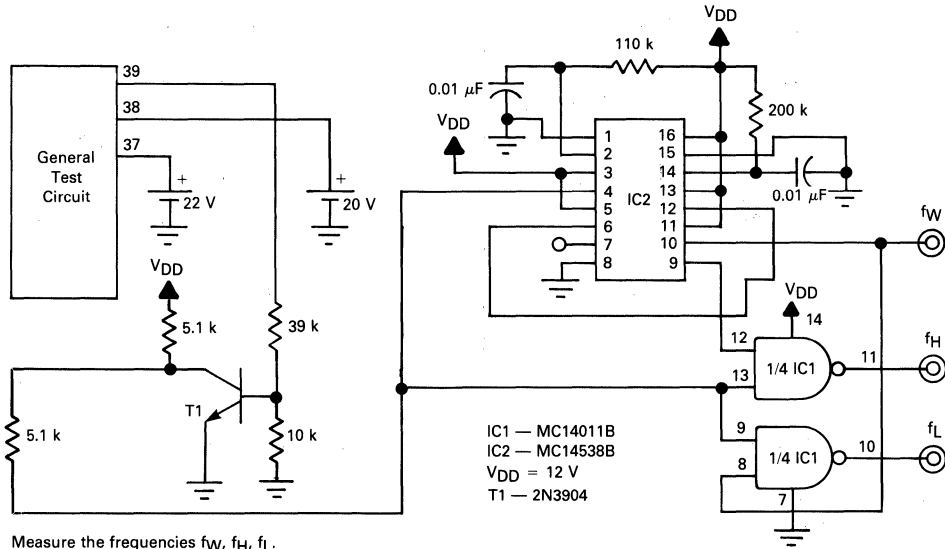 39
38
37
General
Test
Circuit
+
22 V
+
20 V
VDD
5.1 k
39 k
T1
10 k
5.1 k
VDD
110 k
0.01 µF
200 k
VDD
0.01 µF
1
2
3
4
5
6
7
8
IC2
16
15
14
13
12
11
10
9
fW
VDD
14
12
13
1/4 IC1
11
fH
9
8
1/4 IC1
10
fL
7
IC1 — MC14011B
IC2 — MC14538B
VDD = 12 V
T1 — 2N3904
Measure the frequencies fW, fH, fL.